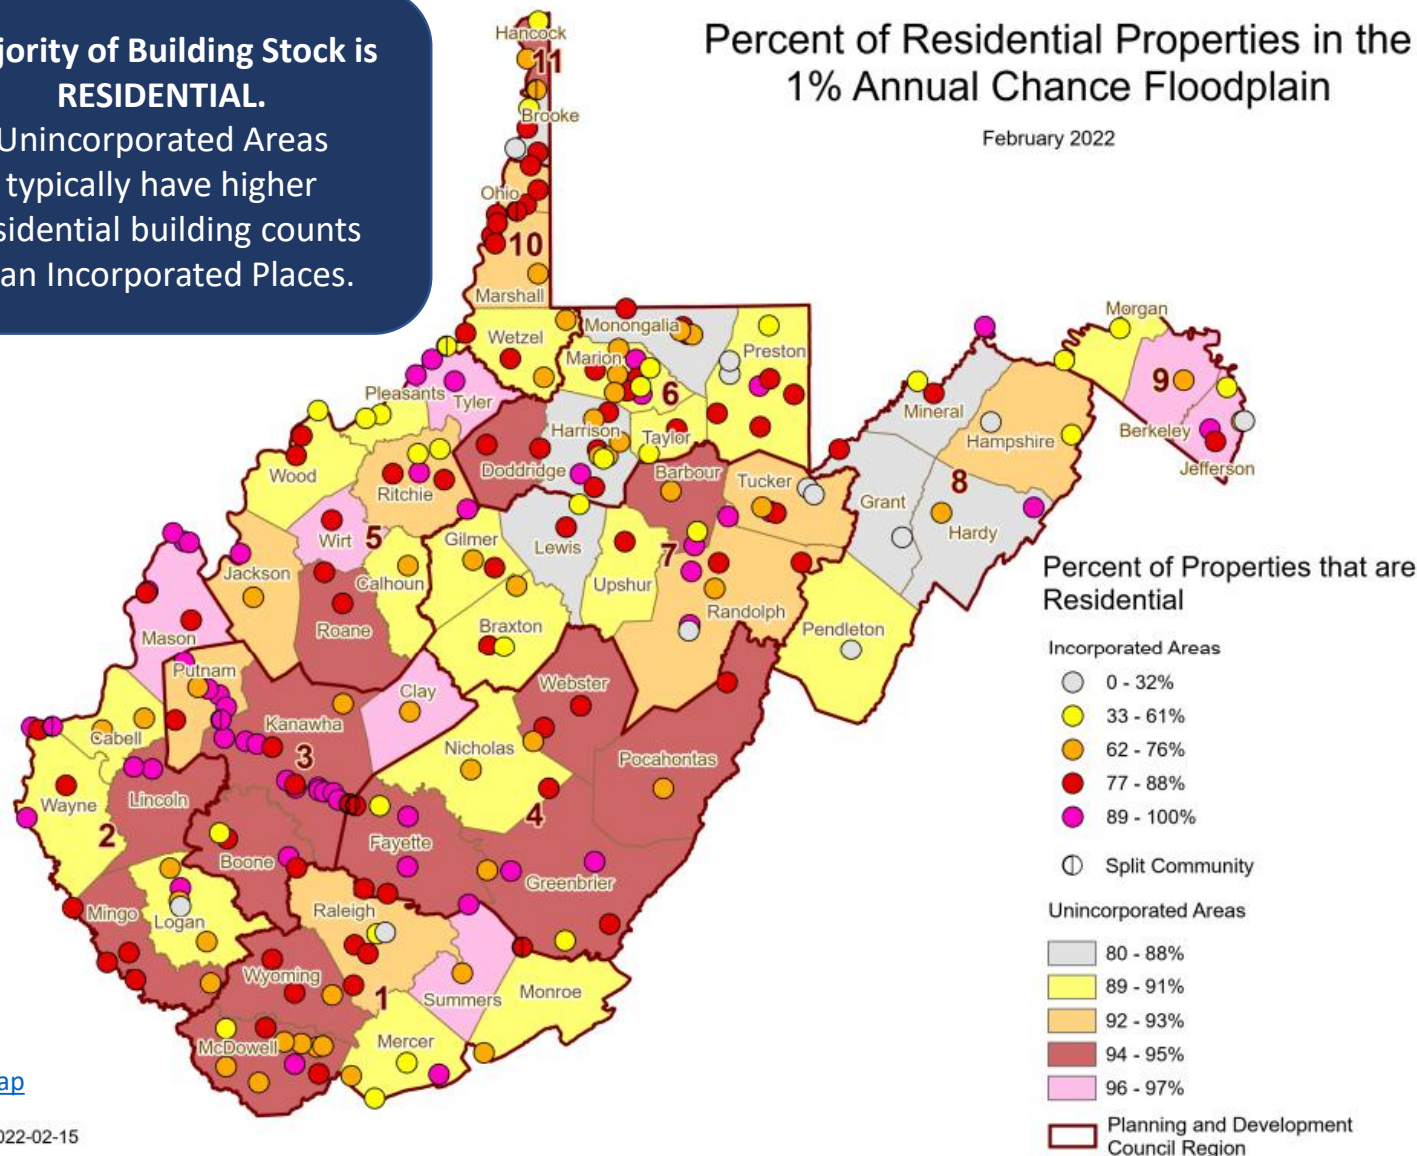 jority of Building Stock is
RESIDENTIAL.
Unincorporated Areas
typically have higher
sidential building counts
an Incorporated Places.
Percent of Residential Properties in the
1% Annual Chance Floodplain
February 2022
Hancock
11
Brooke
Ohio
10
Marshall
Wetzel
Monongalia
Marion
Preston
6
Morgan
9
Berkeley
Jefferson
Pleasants
Tyler
Mineral
Hampshire
Wood
Ritchie
Doddridge
Harrison
Taylor
Barbour
Tucker
Grant
8
Hardy
Wirt
5
Gilmer
Lewis
Upshur
7
Jackson
Calhoun
Roane
Braxton
Randolph
Pendleton
Mason
Putnam
Clay
Webster
Cabell
Kanawha
3
Nicholas
Pocahontas
Wayne
Lincoln
2
4
Boone
Fayette
Greenbrier
Mingo
Logan
Raleigh
Wyoming
1
Summers
Monroe
McDowell
Mercer
Percent of Properties that are
Residential
Incorporated Areas
0 - 32%
33 - 61%
62 - 76%
77 - 88%
89 - 100%
Split Community
Unincorporated Areas
80 - 88%
89 - 91%
92 - 93%
94 - 95%
96 - 97%
Planning and Development
Council Region
ap
022-02-15